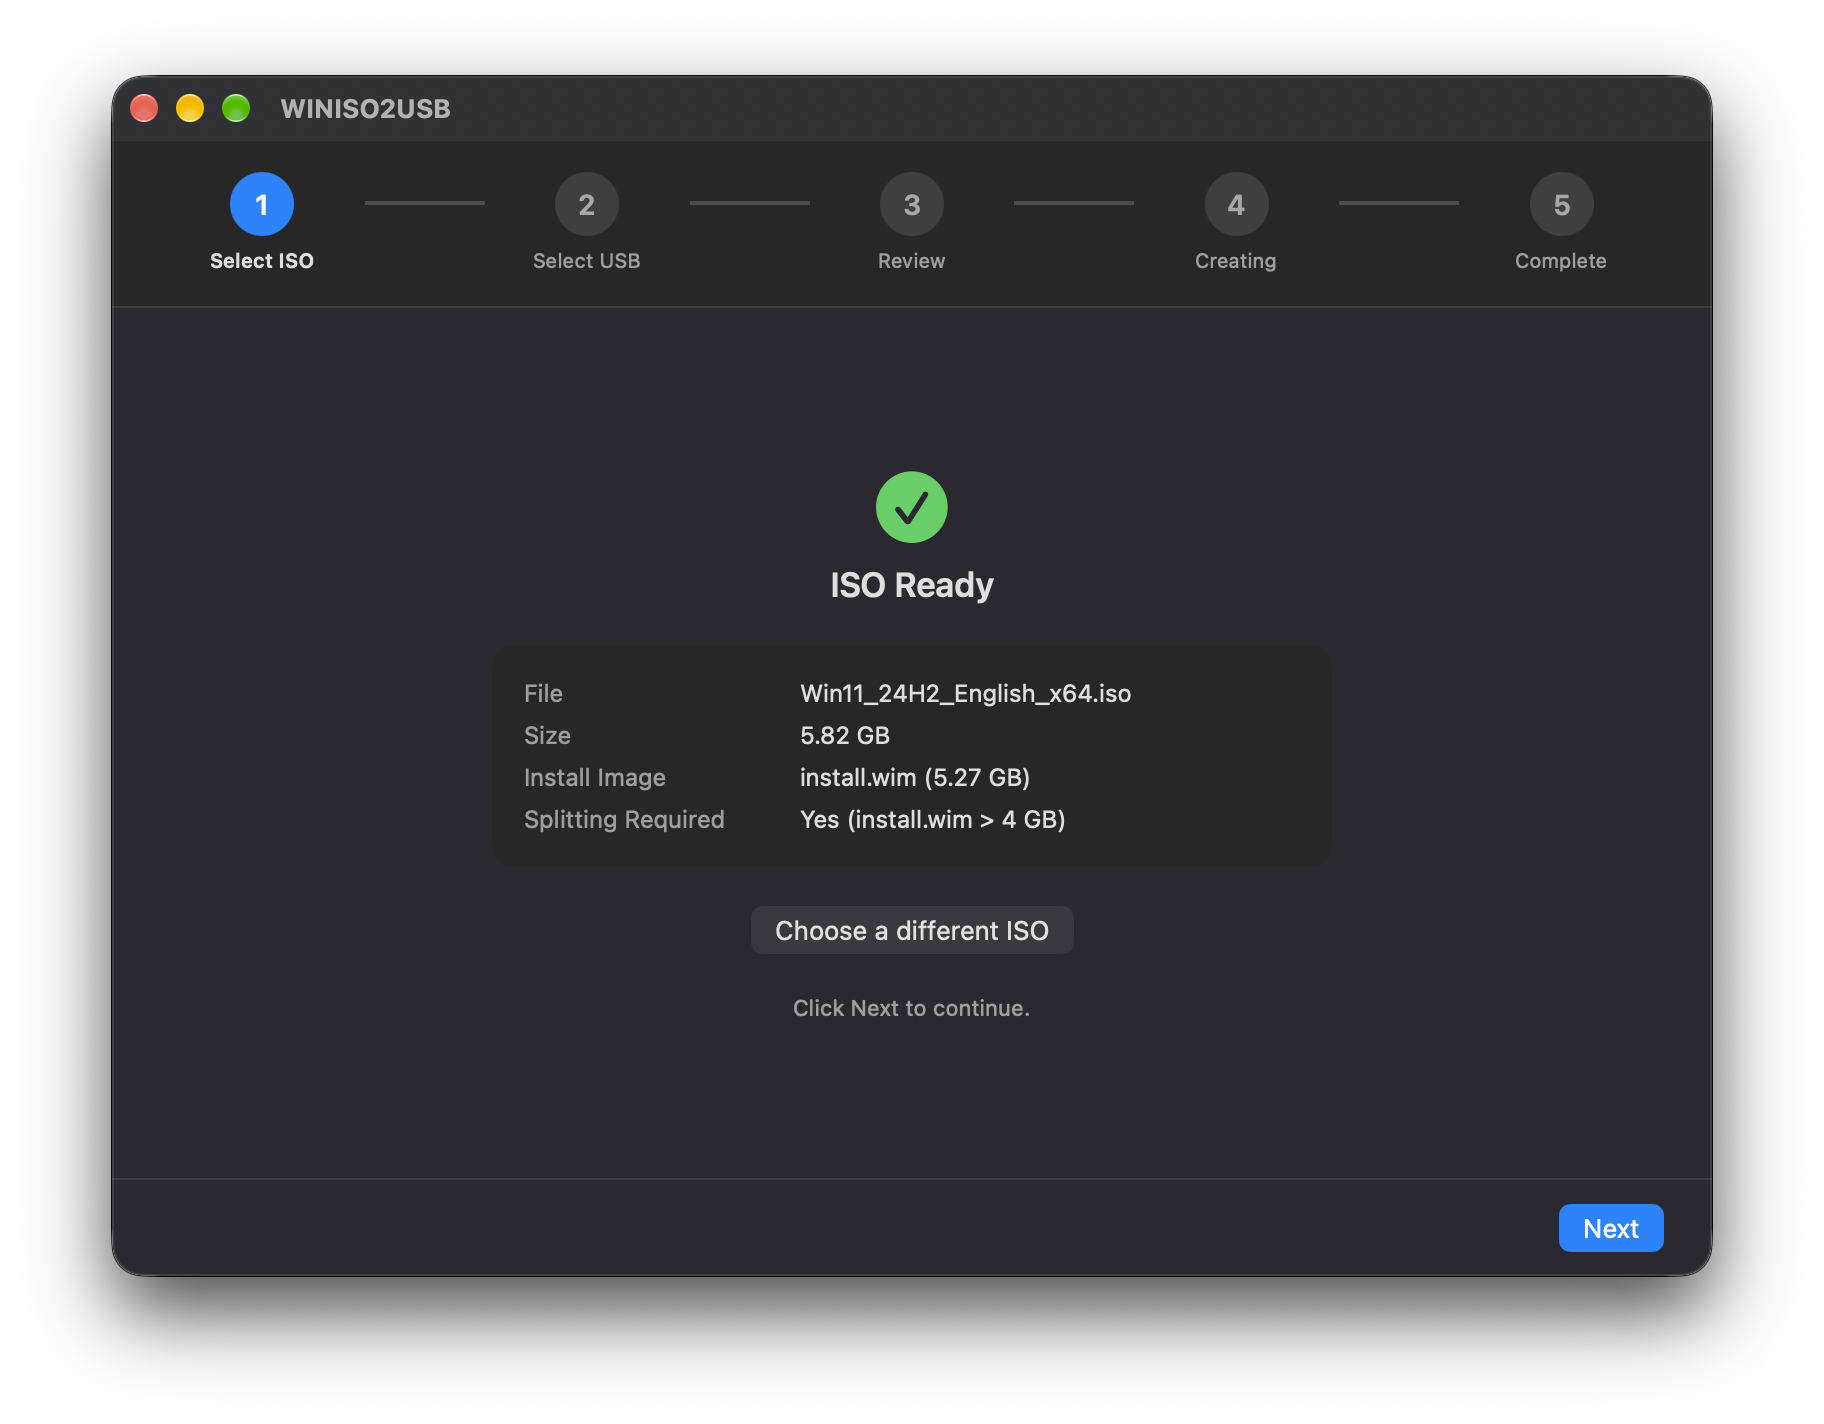 WINISO2USB
1 2 3 4 5
Select ISO Select USB Review Creating Complete
ISO Ready
File Win11_24H2_English_x64.iso
Size 5.82 GB
Install Image install.wim (5.27 GB)
Splitting Required Yes (install.wim > 4 GB)
Choose a different ISO
Click Next to continue.
Next